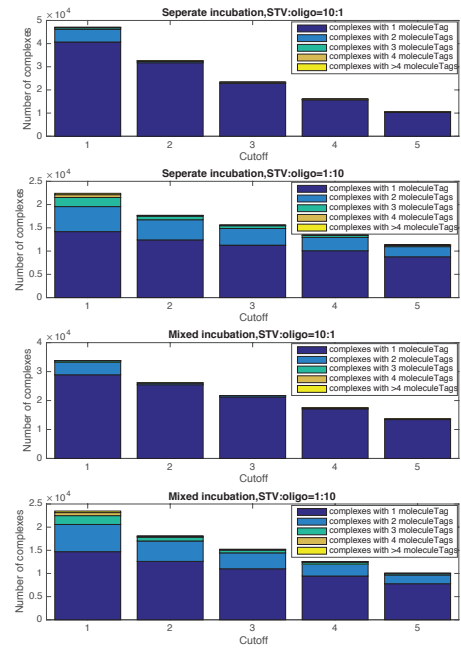 Seperate incubation,STV:oligo=10:1
× 10⁴
Number of complexes
5
4
3
2
1
0
complexes with 1 moleculeTag
complexes with 2 moleculeTags
complexes with 3 moleculeTags
complexes with 4 moleculeTags
complexes with >4 moleculeTags
1 2 3 4 5
Cutoff
Seperate incubation,STV:oligo=1:10
× 10⁴
Number of complexes
2.5
2
1.5
1
0.5
0
complexes with 1 moleculeTag
complexes with 2 moleculeTags
complexes with 3 moleculeTags
complexes with 4 moleculeTags
complexes with >4 moleculeTags
1 2 3 4 5
Cutoff
Mixed incubation,STV:oligo=10:1
× 10⁴
Number of complexes
4
3
2
1
0
complexes with 1 moleculeTag
complexes with 2 moleculeTags
complexes with 3 moleculeTags
complexes with 4 moleculeTags
complexes with >4 moleculeTags
1 2 3 4 5
Cutoff
Mixed incubation,STV:oligo=1:10
× 10⁴
Number of complexes
2.5
2
1.5
1
0.5
0
complexes with 1 moleculeTag
complexes with 2 moleculeTags
complexes with 3 moleculeTags
complexes with 4 moleculeTags
complexes with >4 moleculeTags
1 2 3 4 5
Cutoff